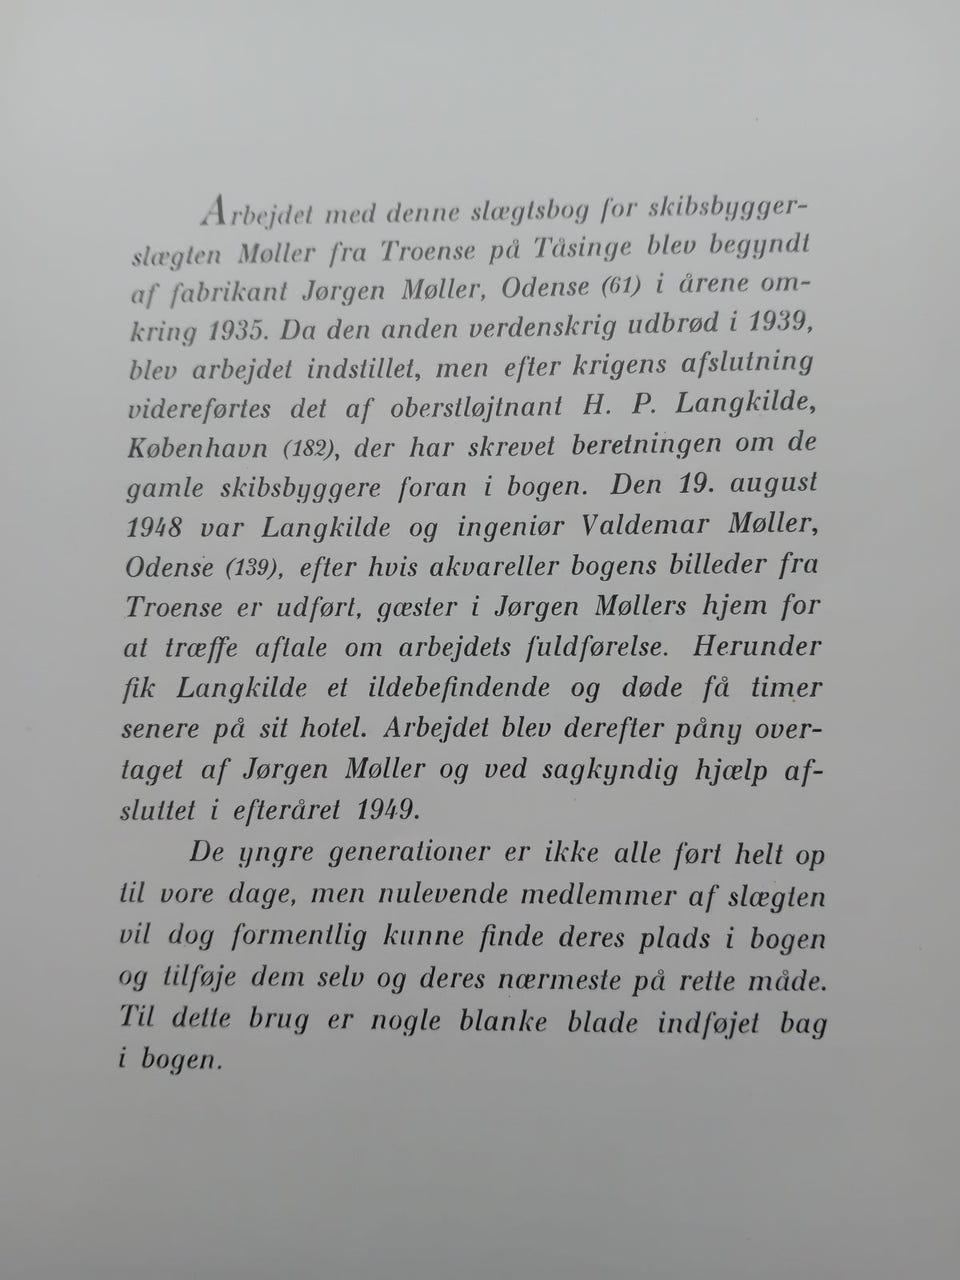 Arbejdet med denne slægtsbog for skibsbygger-
slægten Møller fra Troense på Tåsinge blev begyndt
af fabrikant Jørgen Møller, Odense (61) i årene om-
kring 1935. Da den anden verdenskrig udbrød i 1939,
blev arbejdet indstillet, men efter krigens afslutning
videreførtes det af oberstløjtnant H. P. Langkilde,
København (182), der har skrevet beretningen om de
gamle skibsbyggere foran i bogen. Den 19. august
1948 var Langkilde og ingeniør Valdemar Møller,
Odense (139), efter hvis akvareller bogens billeder fra
Troense er udført, gæster i Jørgen Møllers hjem for
at træffe aftale om arbejdets fuldførelse. Herunder
fik Langkilde et ildebefindende og døde få timer
senere på sit hotel. Arbejdet blev derefter påny over-
taget af Jørgen Møller og ved sagkyndig hjælp af-
sluttet i efteråret 1949.
De yngre generationer er ikke alle ført helt op
til vore dage, men nulevende medlemmer af slægten
vil dog formentlig kunne finde deres plads i bogen
og tilføje dem selv og deres nærmeste på rette måde.
Til dette brug er nogle blanke blade indføjet bag
i bogen.